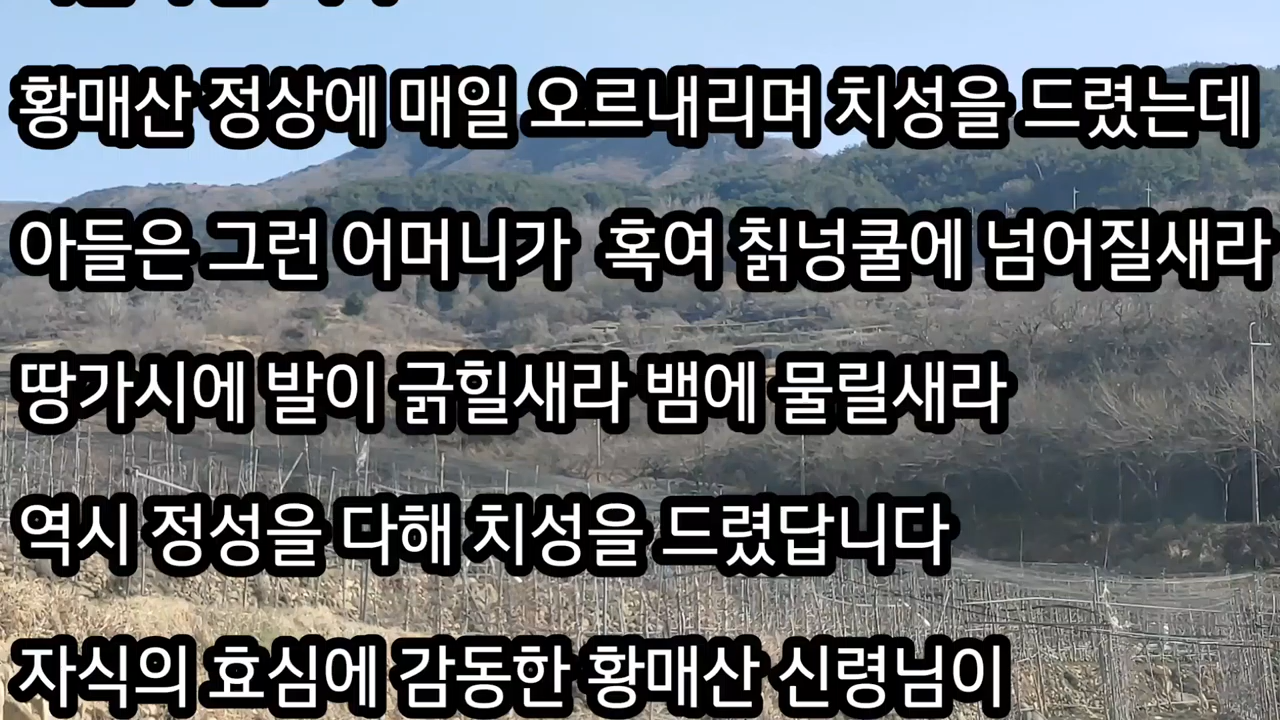 황매산 정상에 매일 오르내리며 치성을 드렸는데
아들은 그런 어머니가 혹여 칡넝쿨에 넘어질새라
땅가시에 발이 긁힐새라 뱀에 물릴새라
역시 정성을 다해 치성을 드렸답니다
자식의 효심에 감동한 황매산 신령님이